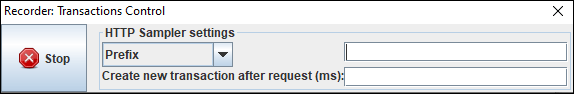 Recorder: Transactions Control
HTTP Sampler settings
Stop
Prefix
Create new transaction after request (ms):